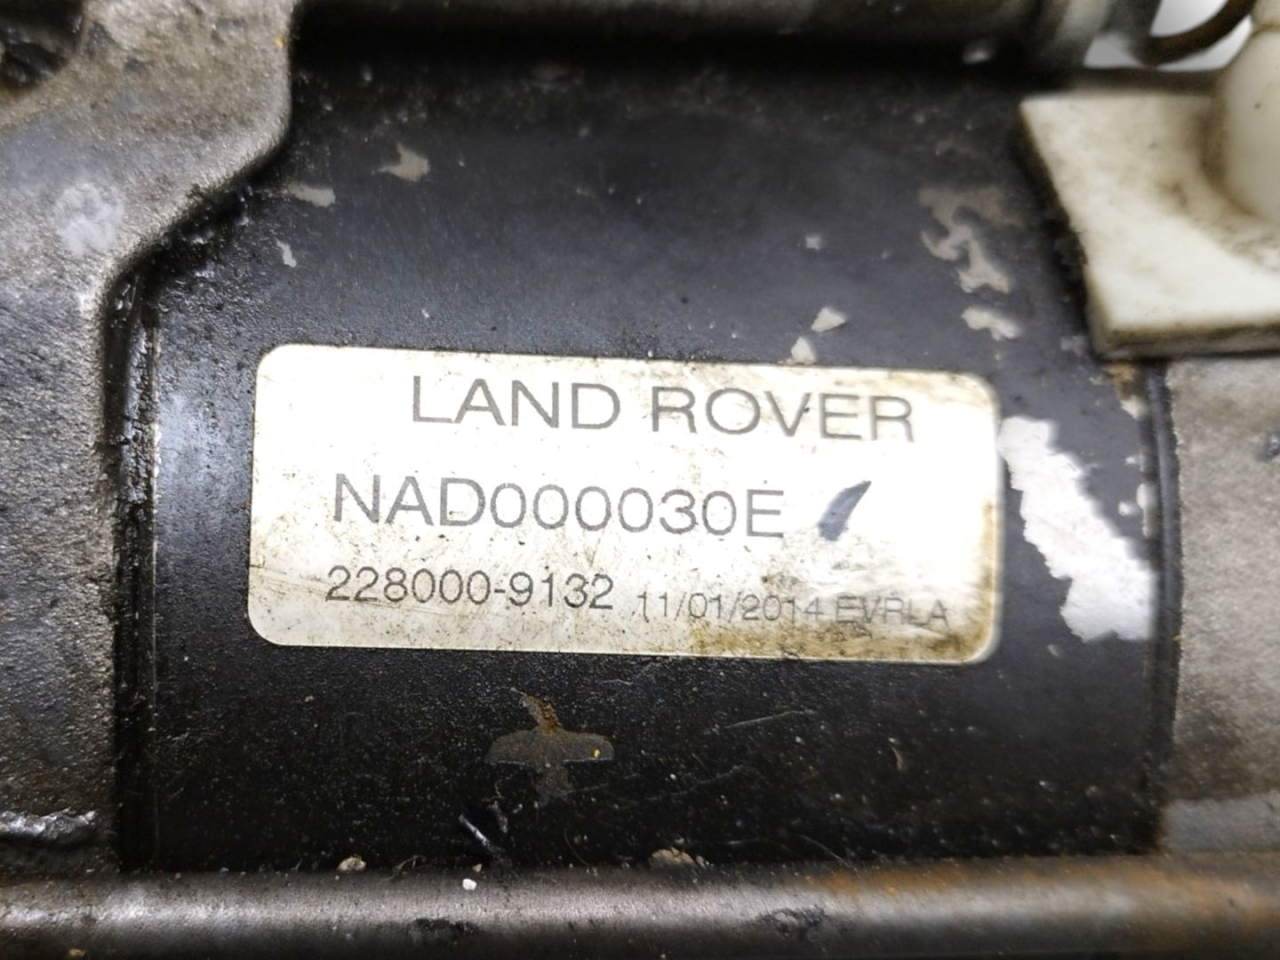 LAND ROVER
NAD000030E
228000-9132 11/01/2014 EVRLA